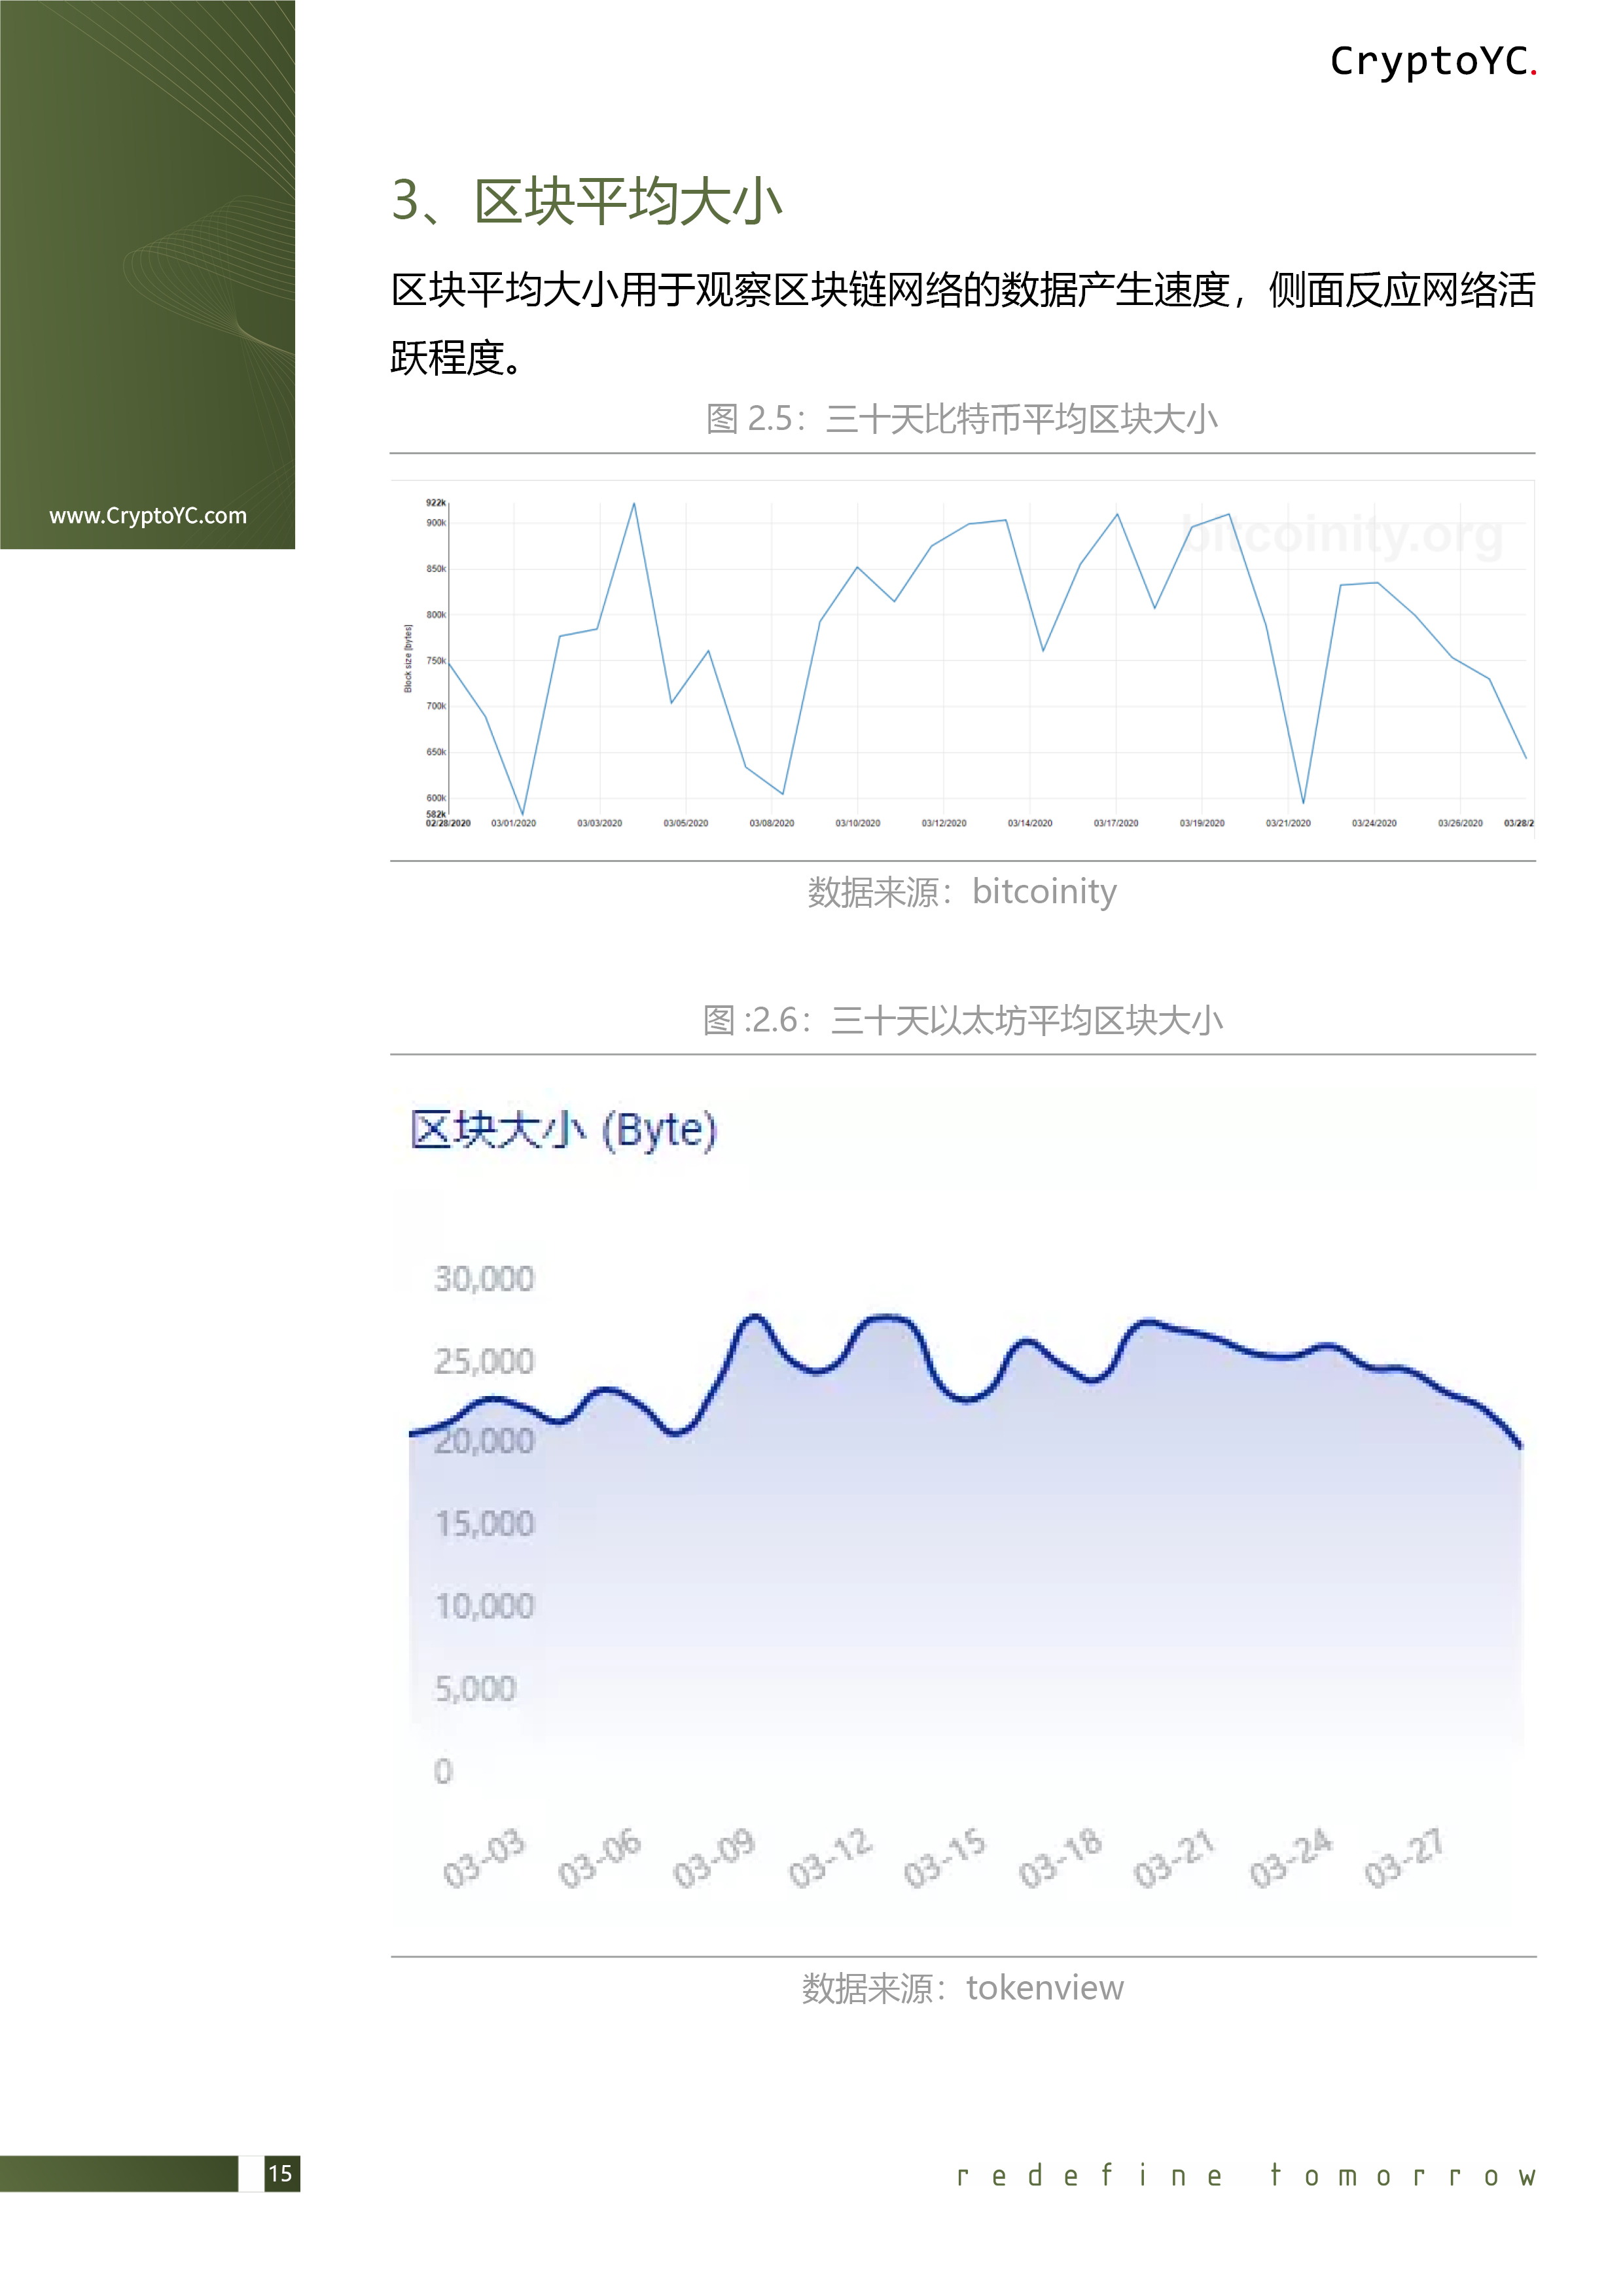 CryptoYC.
www.CryptoYC.com
3、区块平均大小
区块平均大小用于观察区块链网络的数据产生速度，侧面反应网络活
跃程度。
图 2.5：三十天比特币平均区块大小
bitcoinity.org
Block size [bytes]
922k
900k
850k
800k
750k
700k
650k
600k
582k
02/28/2020 03/01/2020 03/03/2020 03/05/2020 03/08/2020 03/10/2020 03/12/2020 03/14/2020 03/17/2020 03/19/2020 03/21/2020 03/24/2020 03/26/2020 03/28/2
数据来源：bitcoinity
图 :2.6：三十天以太坊平均区块大小
区块大小 (Byte)
30,000
25,000
20,000
15,000
10,000
5,000
0
03-03 03-06 03-09 03-12 03-15 03-18 03-21 03-24 03-27
数据来源：tokenview
15
redefine tomorrow